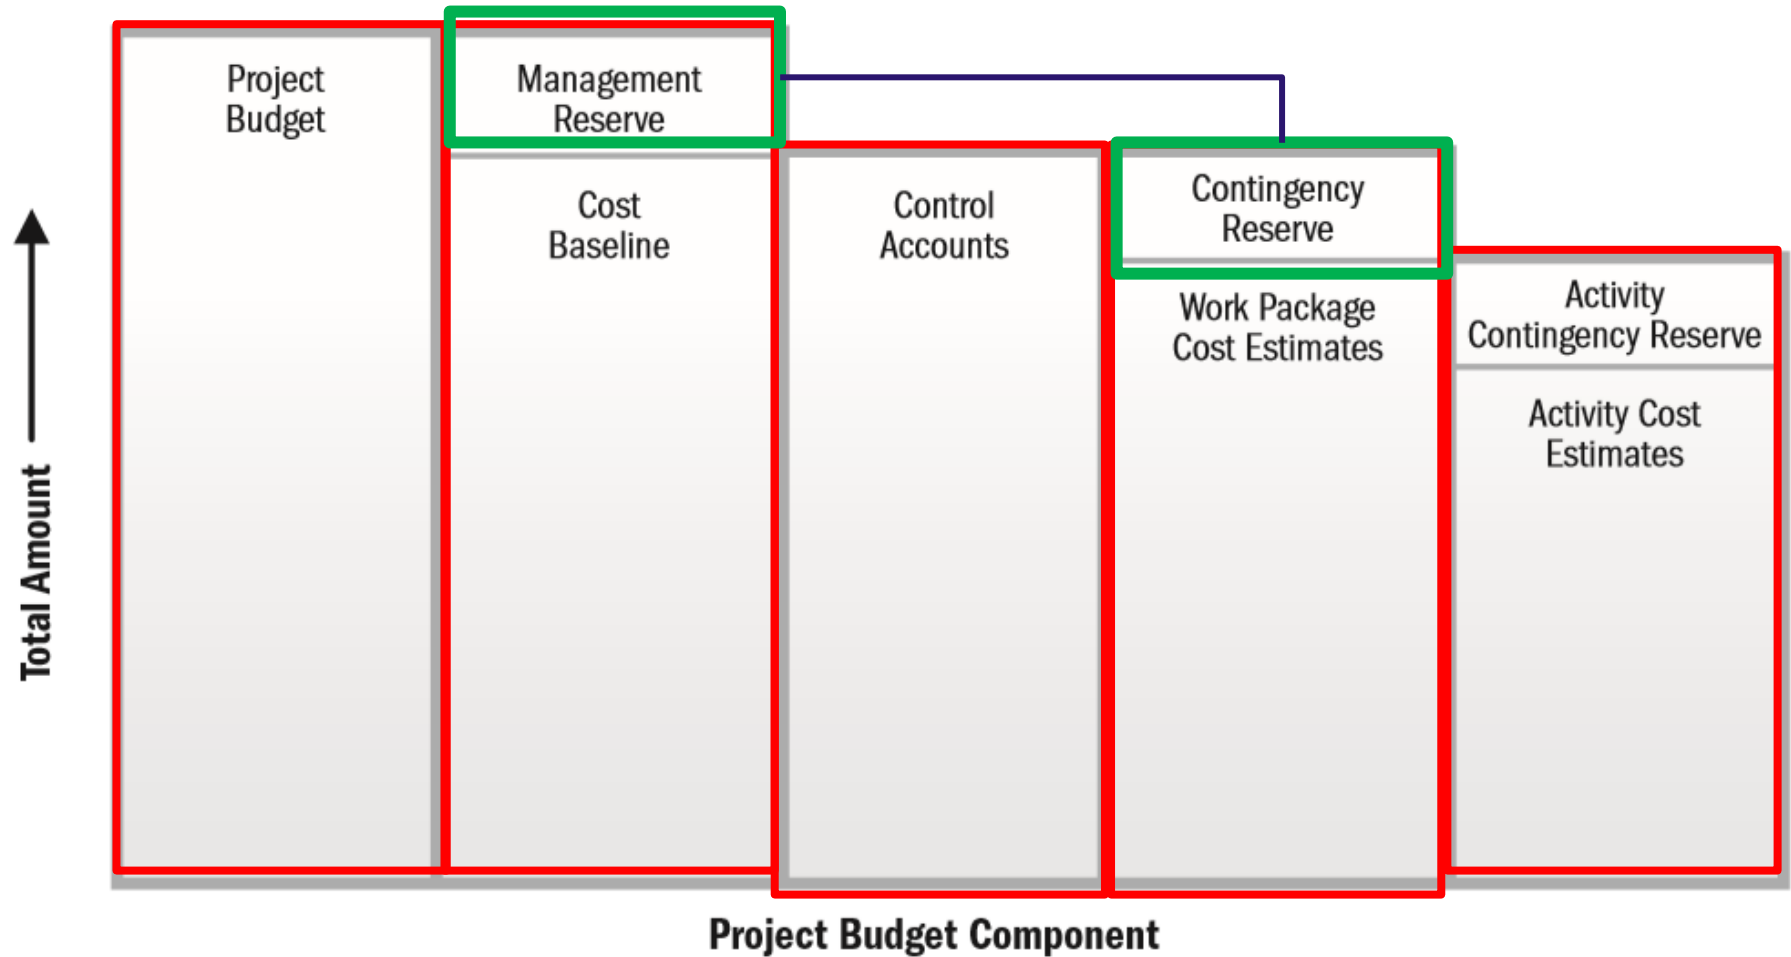 Project
Budget
Management
Reserve
Cost
Baseline
Control
Accounts
Contingency
Reserve
Work Package
Cost Estimates
Activity
Contingency Reserve
Activity Cost
Estimates
Total Amount
Project Budget Component